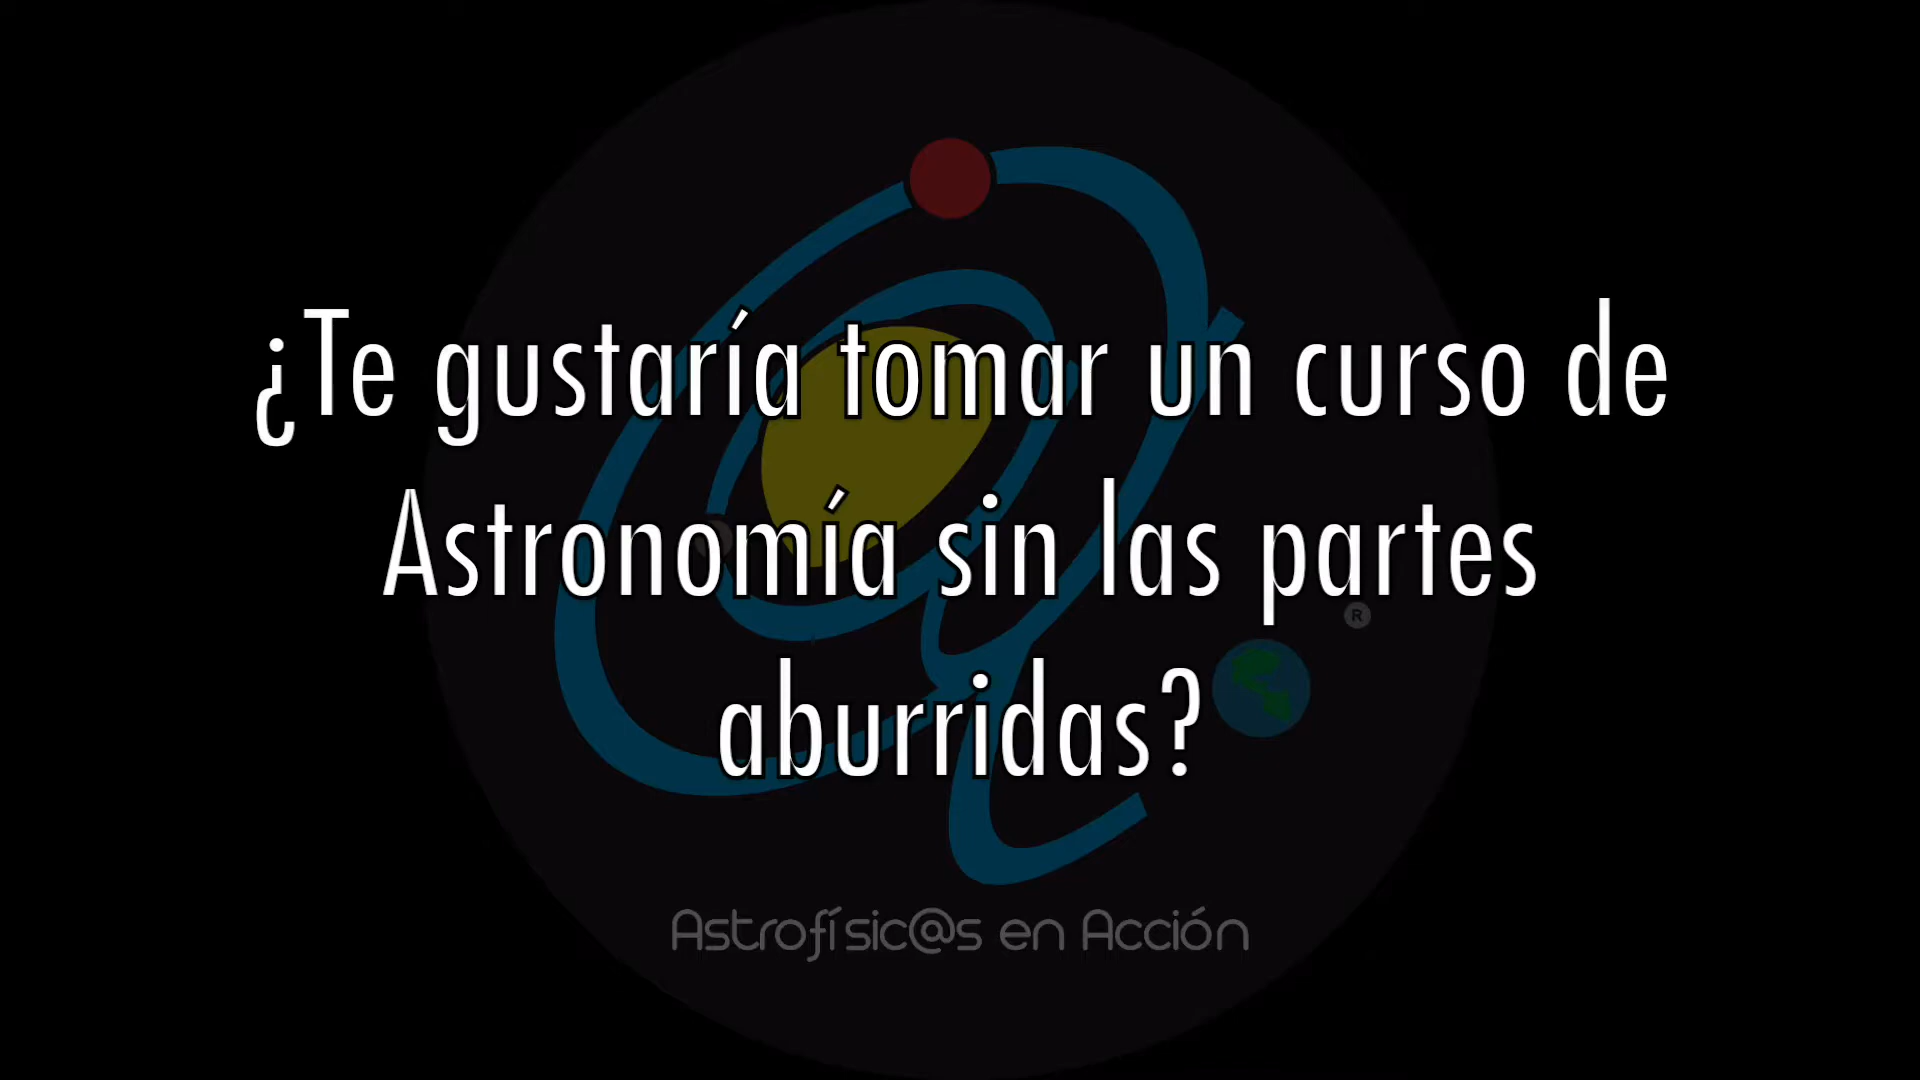 ¿Te gustaría tomar un curso de
Astronomía sin las partes
aburridas?
®
Astrofísic@s en Acción